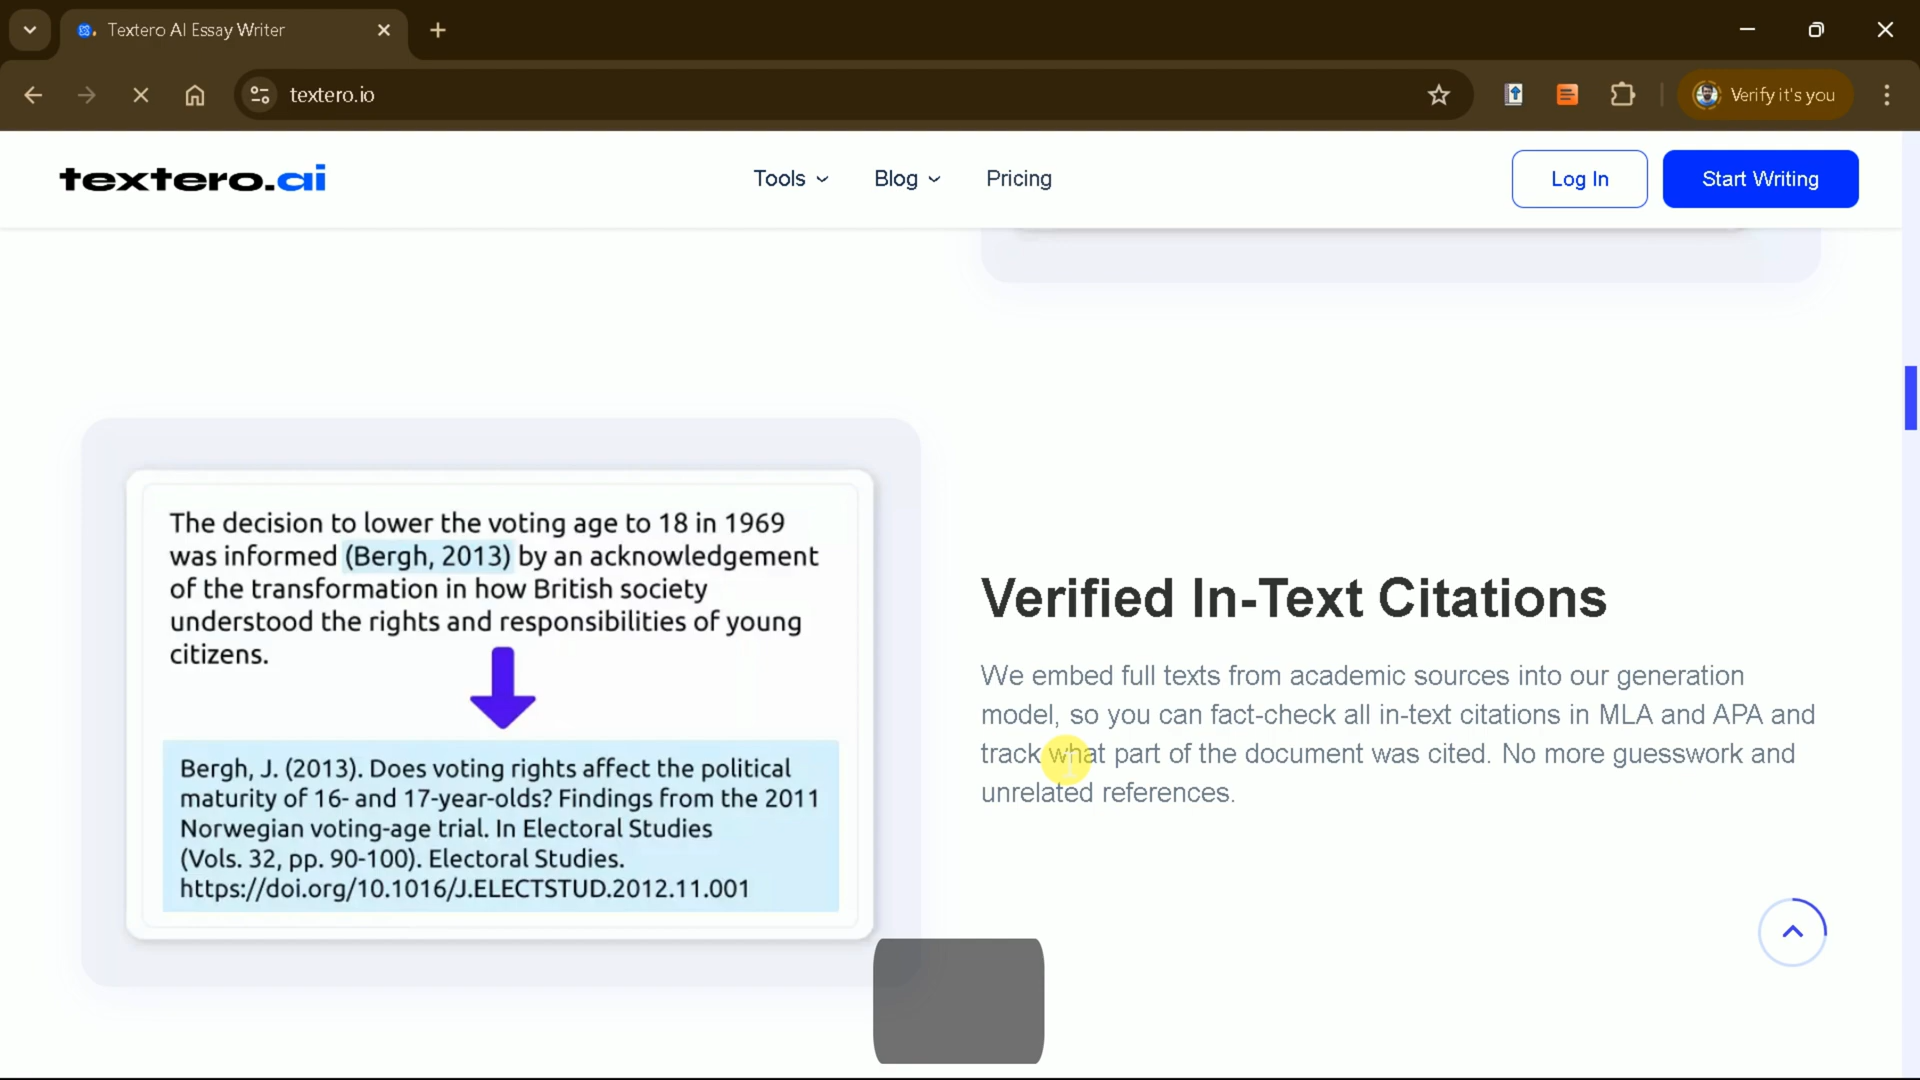 Textero AI Essay Writer
textero.io
Verify it's you
textero.ai
Tools
Blog
Pricing
Log In
Start Writing
The decision to lower the voting age to 18 in 1969
was informed (Bergh, 2013) by an acknowledgement
of the transformation in how British society
understood the rights and responsibilities of young
citizens.
Bergh, J. (2013). Does voting rights affect the political
maturity of 16- and 17-year-olds? Findings from the 2011
Norwegian voting-age trial. In Electoral Studies
(Vols. 32, pp. 90-100). Electoral Studies.
https://doi.org/10.1016/J.ELECTSTUD.2012.11.001
Verified In-Text Citations
We embed full texts from academic sources into our generation
model, so you can fact-check all in-text citations in MLA and APA and
track what part of the document was cited. No more guesswork and
unrelated references.